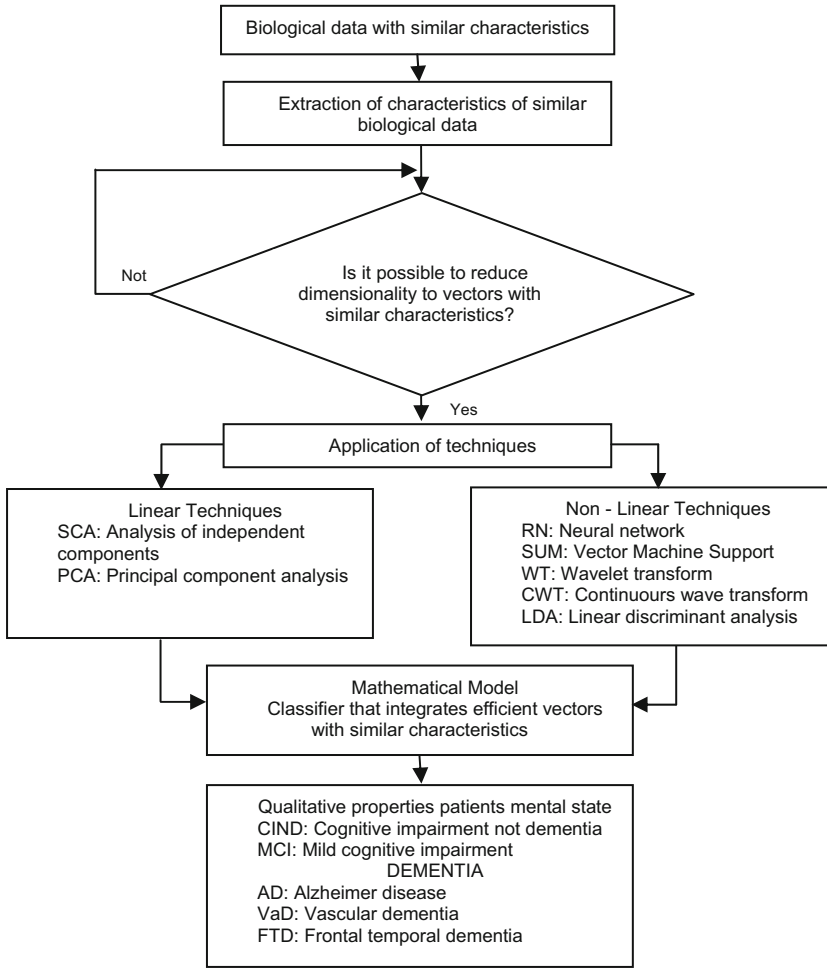 Biological data with similar characteristics
Extraction of characteristics of similar
biological data
Not
Is it possible to reduce
dimensionality to vectors with
similar characteristics?
Yes
Application of techniques
Linear Techniques
SCA: Analysis of independent
components
PCA: Principal component analysis
Non - Linear Techniques
RN: Neural network
SUM: Vector Machine Support
WT: Wavelet transform
CWT: Continuours wave transform
LDA: Linear discriminant analysis
Mathematical Model
Classifier that integrates efficient vectors
with similar characteristics
Qualitative properties patients mental state
CIND: Cognitive impairment not dementia
MCI: Mild cognitive impairment
DEMENTIA
AD: Alzheimer disease
VaD: Vascular dementia
FTD: Frontal temporal dementia